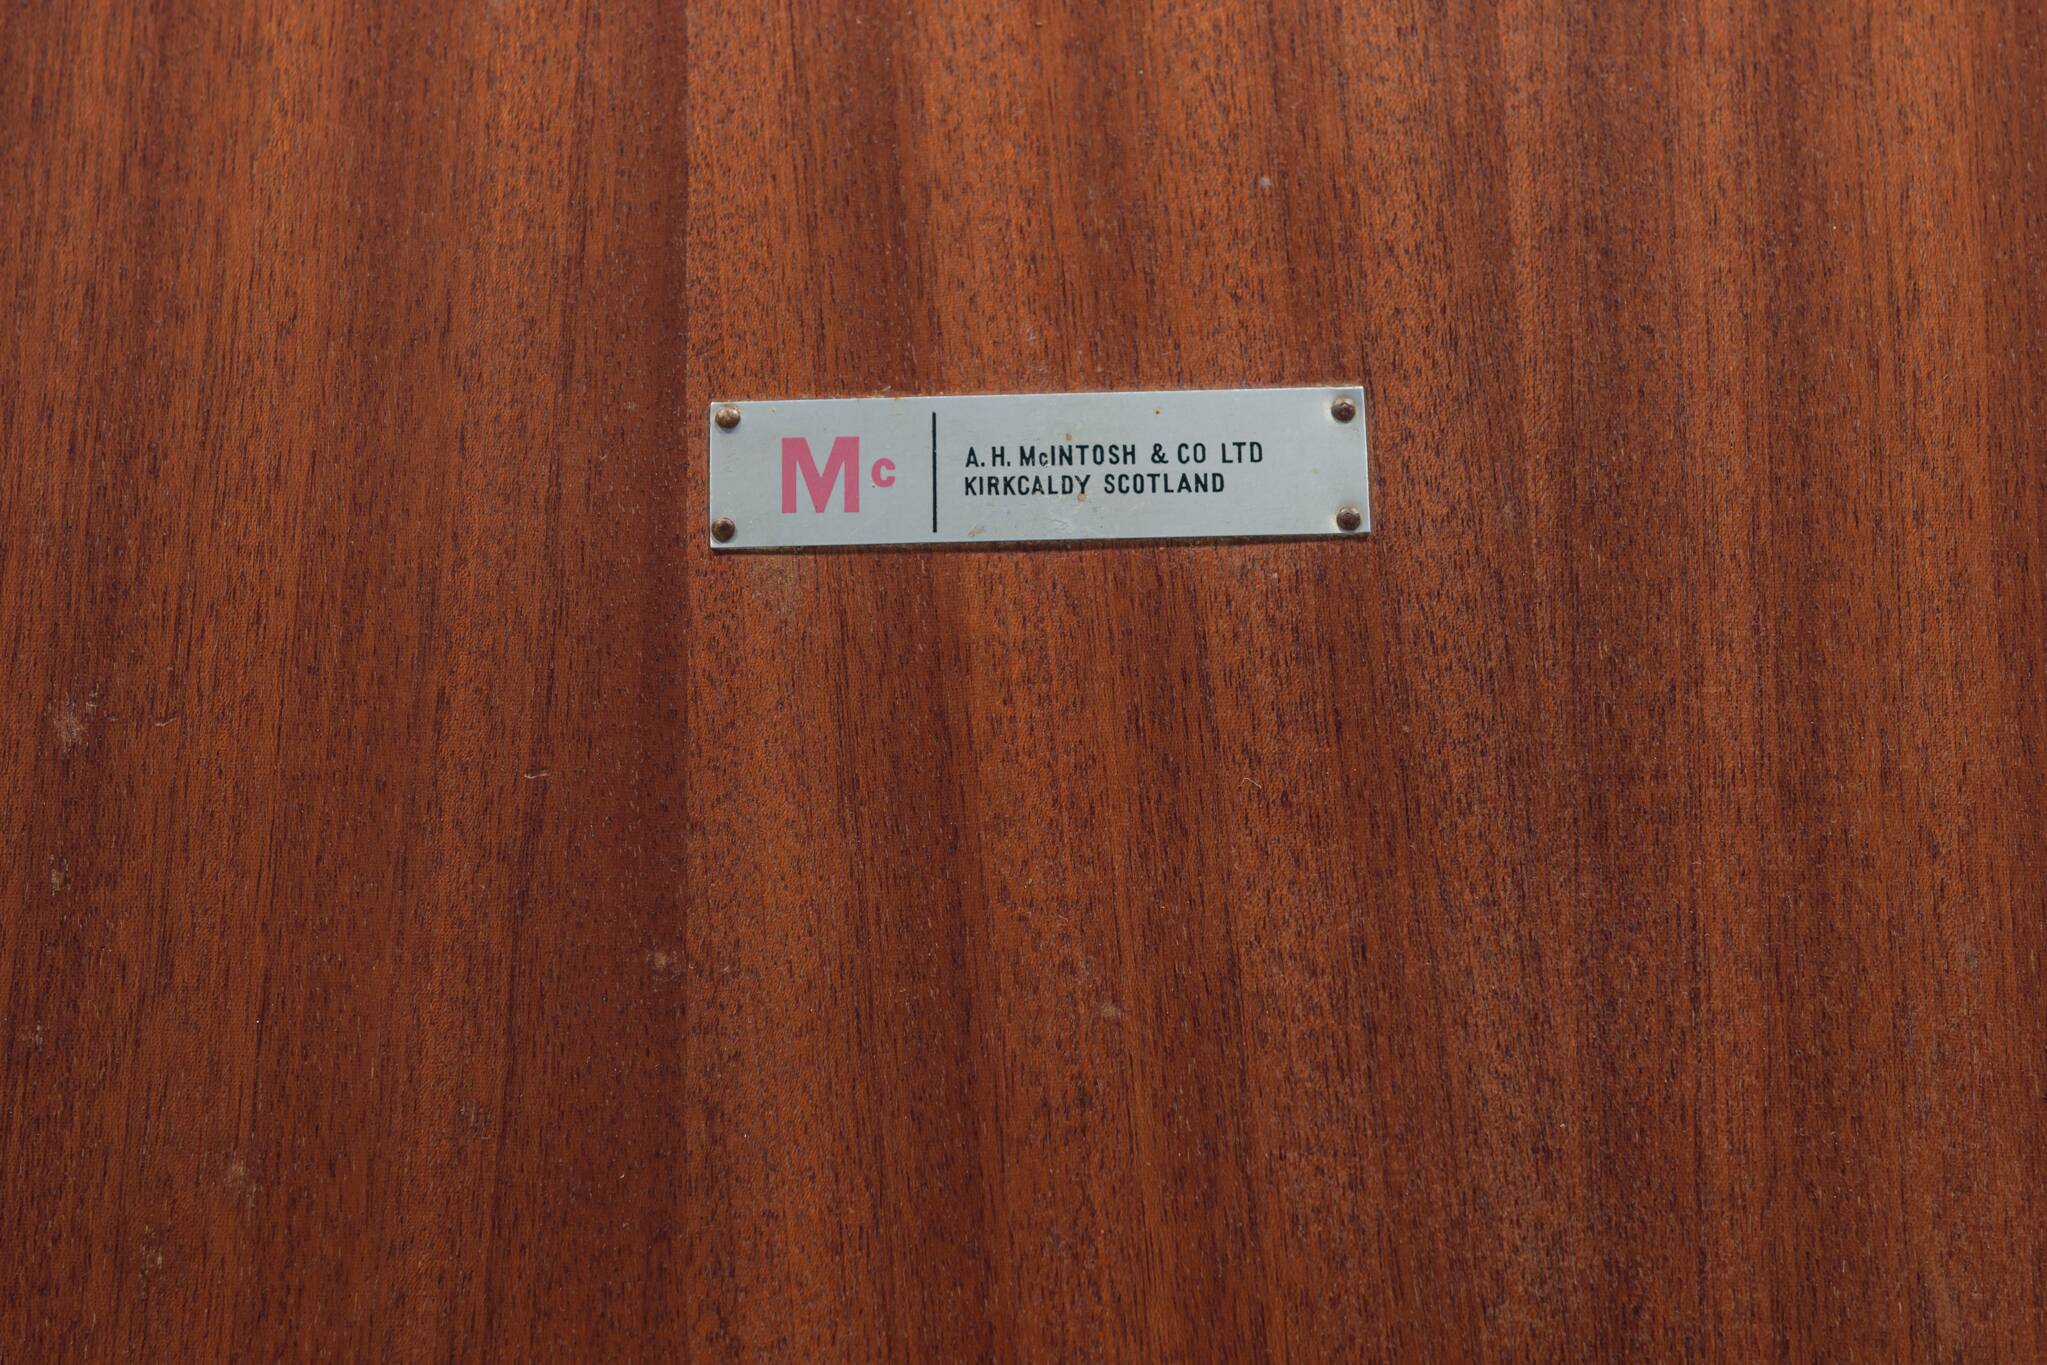 Mc
A. H. McINTOSH & CO LTD
KIRKCALDY SCOTLAND